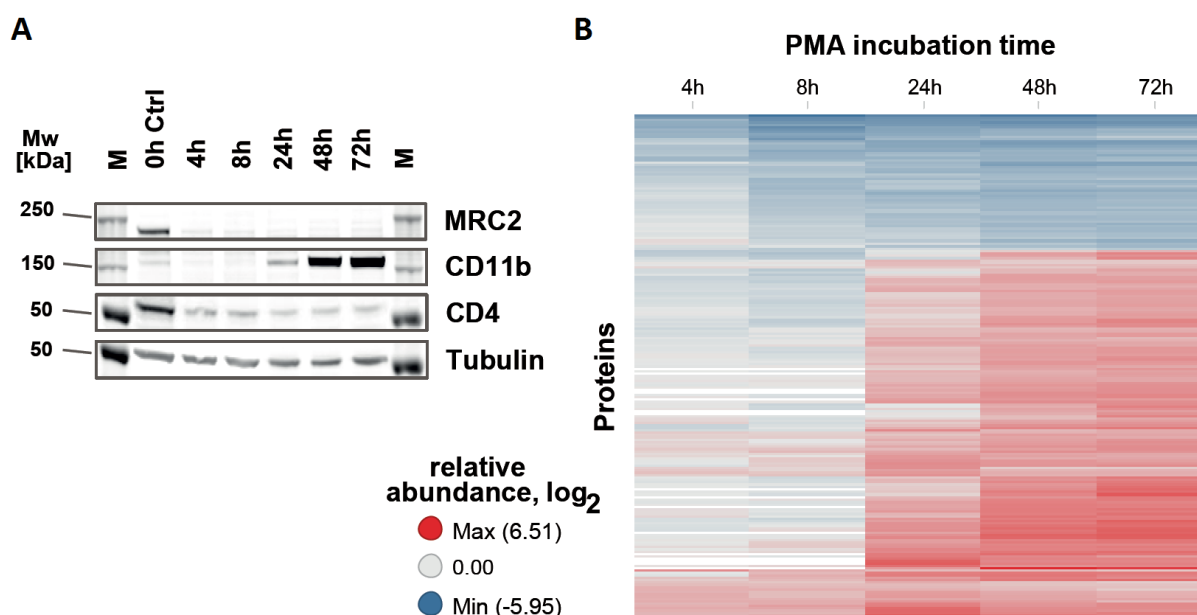 A
Mw
[kDa]
M
0h Ctrl
4h
8h
24h
48h
72h
M
250
MRC2
150
CD11b
50
CD4
50
Tubulin
relative
abundance, log2
Max (6.51)
0.00
Min (-5.95)
B
PMA incubation time
4h
8h
24h
48h
72h
Proteins